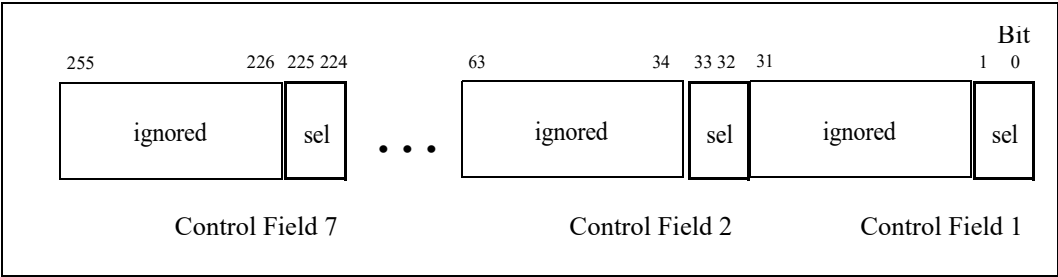 Bit
255 226 225 224 63 34 33 32 31 1 0
ignored sel ... ignored sel ignored sel
Control Field 7 Control Field 2 Control Field 1